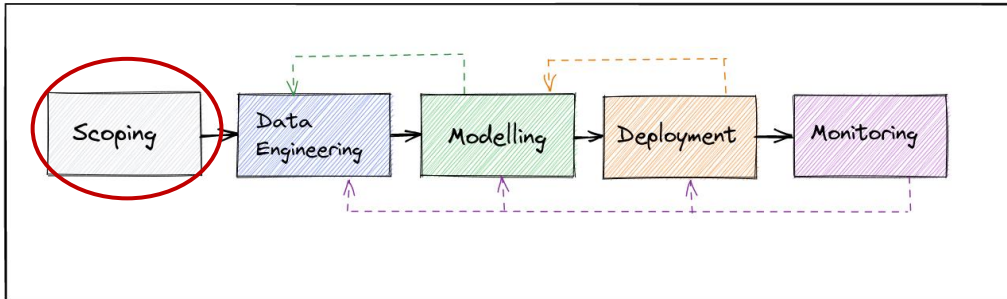 Scoping
Data
Engineering
Modelling
Deployment
Monitoring